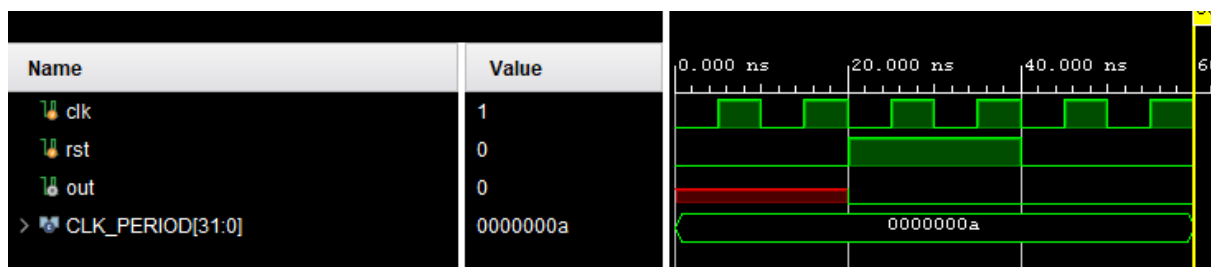 Name Value 0.000 ns 20.000 ns 40.000 ns
clk 1
rst 0
out 0
CLK_PERIOD[31:0] 0000000a 0000000a